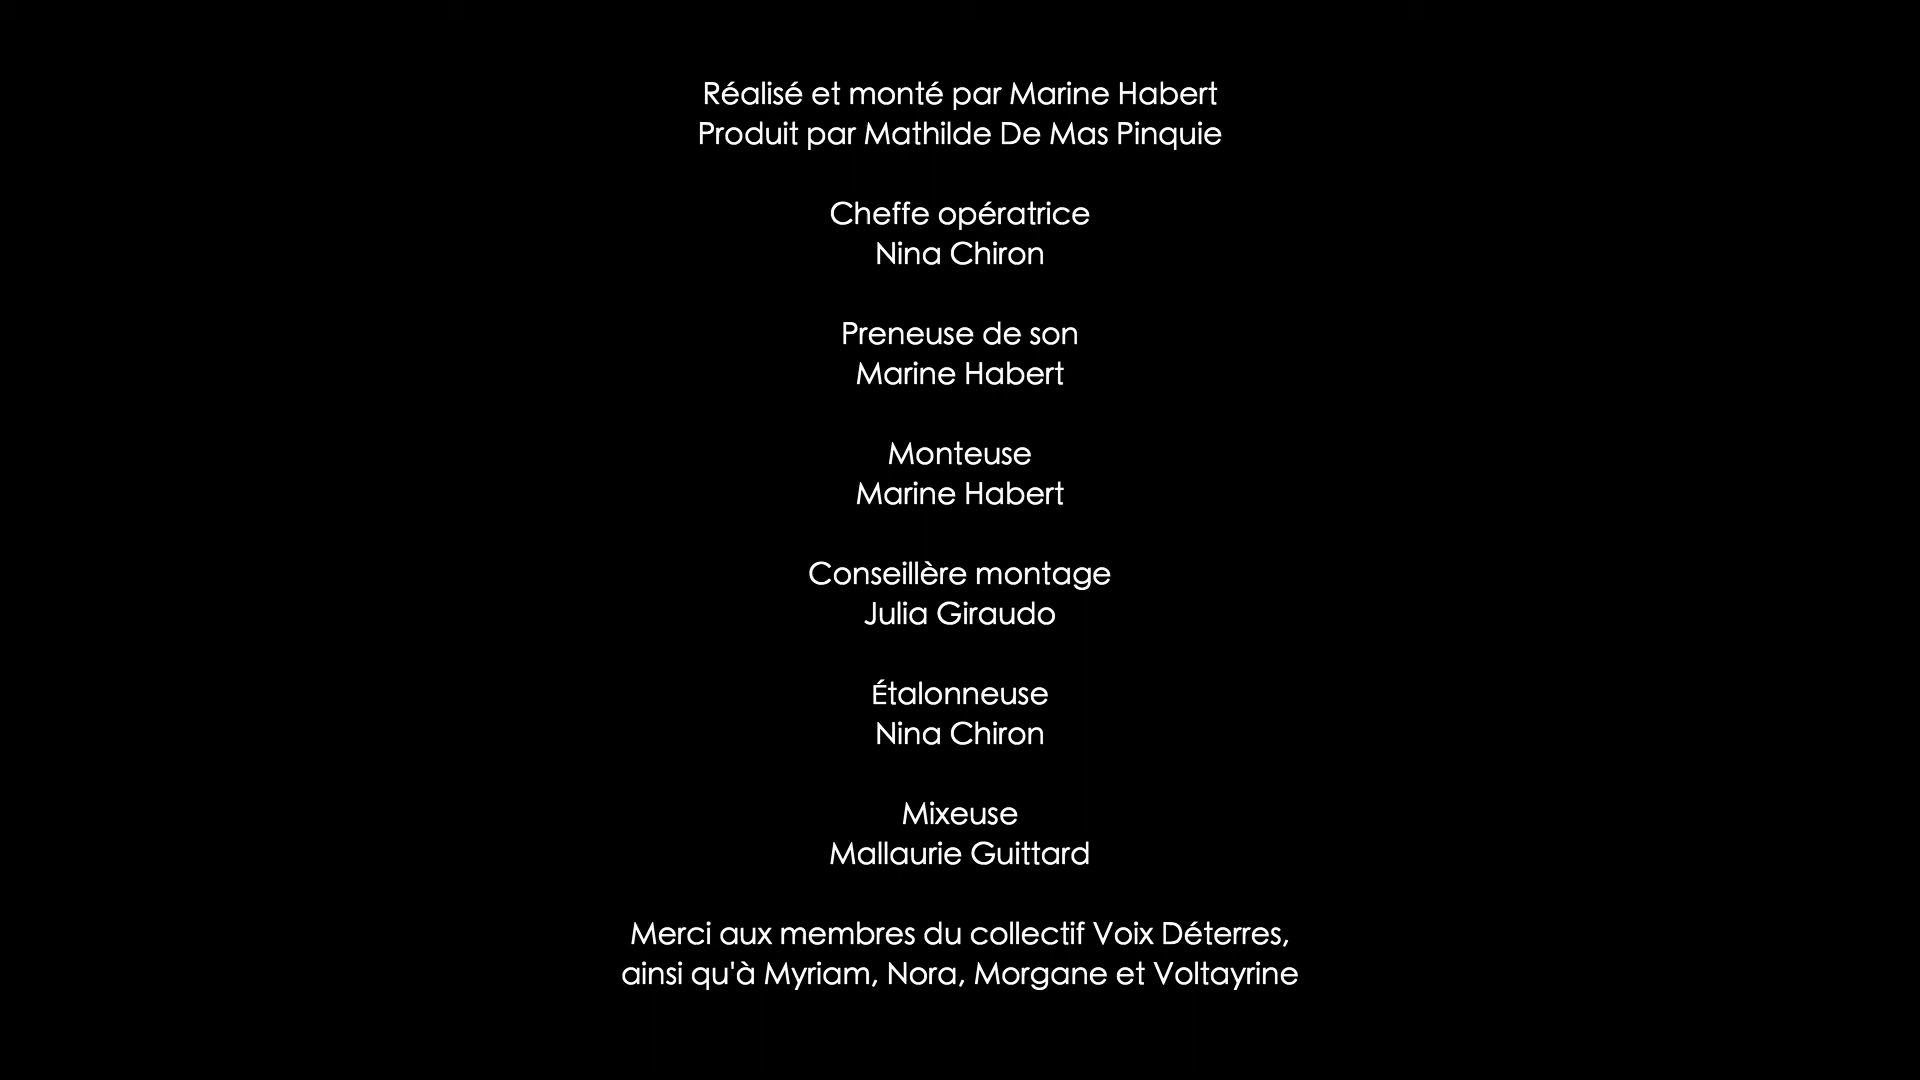 Réalisé et monté par Marine Habert
Produit par Mathilde De Mas Pinquie
Cheffe opératrice
Nina Chiron
Preneuse de son
Marine Habert
Monteuse
Marine Habert
Conseillère montage
Julia Giraudo
Étalonneuse
Nina Chiron
Mixeuse
Mallaurie Guittard
Merci aux membres du collectif Voix Déterres,
ainsi qu'à Myriam, Nora, Morgane et Voltayrine